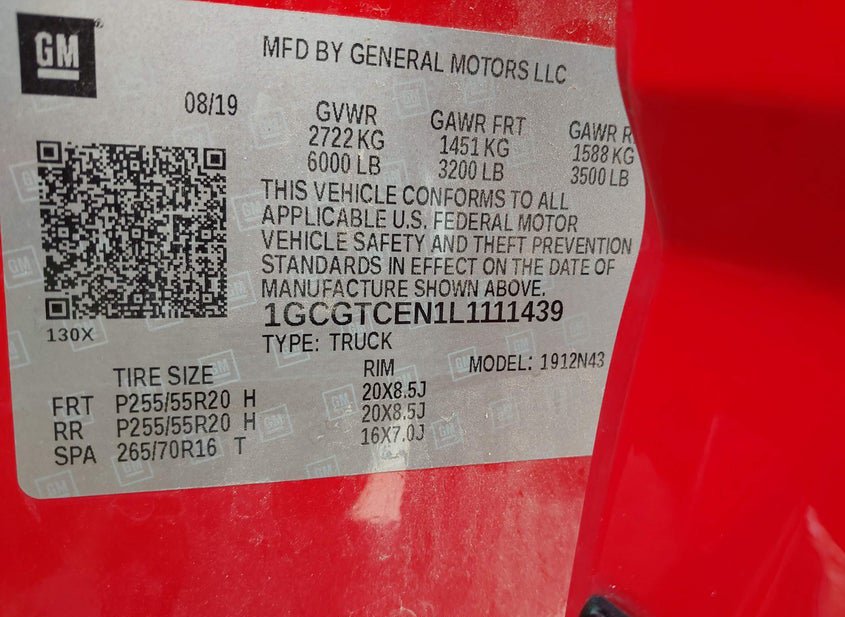 GM
MFD BY GENERAL MOTORS LLC
08/19 GVWR GAWR FRT GAWR R
2722 KG 1451 KG 1588 KG
6000 LB 3200 LB 3500 LB
THIS VEHICLE CONFORMS TO ALL
APPLICABLE U.S. FEDERAL MOTOR
VEHICLE SAFETY AND THEFT PREVENTION
STANDARDS IN EFFECT ON THE DATE OF
MANUFACTURE SHOWN ABOVE.
1GCGTCEN1L1111439
130X
TYPE: TRUCK MODEL: 1912N43
TIRE SIZE RIM
FRT P255/55R20 H 20X8.5J
RR P255/55R20 H 20X8.5J
SPA 265/70R16 T 16X7.0J